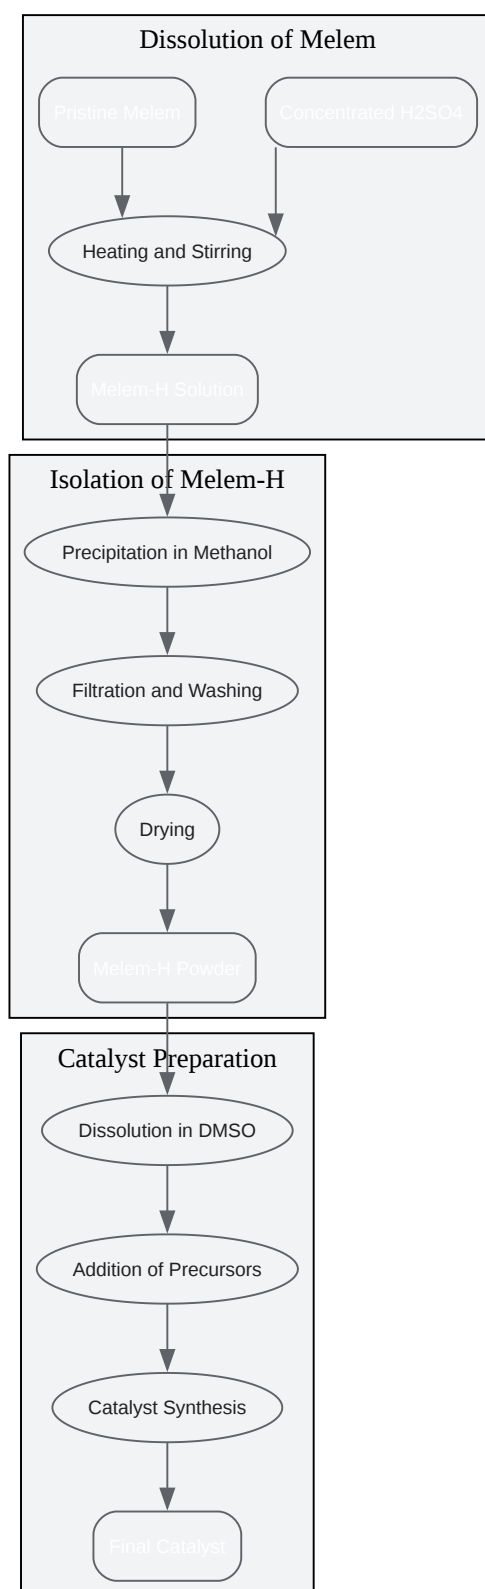 Dissolution of Melem
Pristine Melem
Concentrated H2SO4
Heating and Stirring
Melem-H Solution
Isolation of Melem-H
Precipitation in Methanol
Filtration and Washing
Drying
Melem-H Powder
Catalyst Preparation
Dissolution in DMSO
Addition of Precursors
Catalyst Synthesis
Final Catalyst